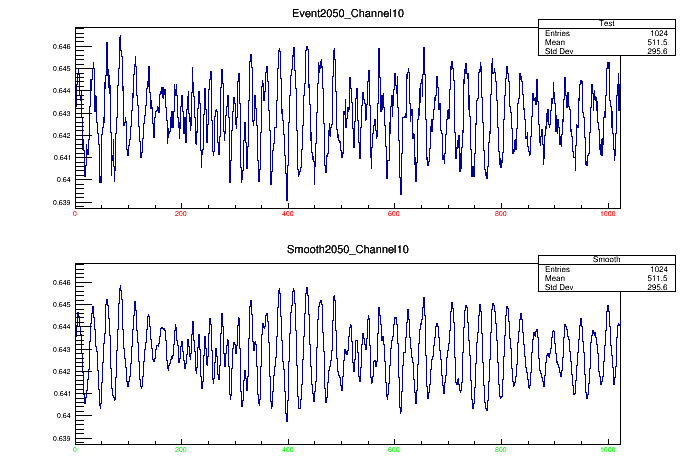 Event2050_Channel10
Test
Entries 1024
Mean 511.5
Std Dev 295.6
0.646
0.645
0.644
0.643
0.642
0.641
0.64
0.639
0 200 400 600 800 1000
Smooth2050_Channel10
Smooth
Entries 1024
Mean 511.5
Std Dev 295.6
0.646
0.645
0.644
0.643
0.642
0.641
0.64
0.639
0 200 400 600 800 1000